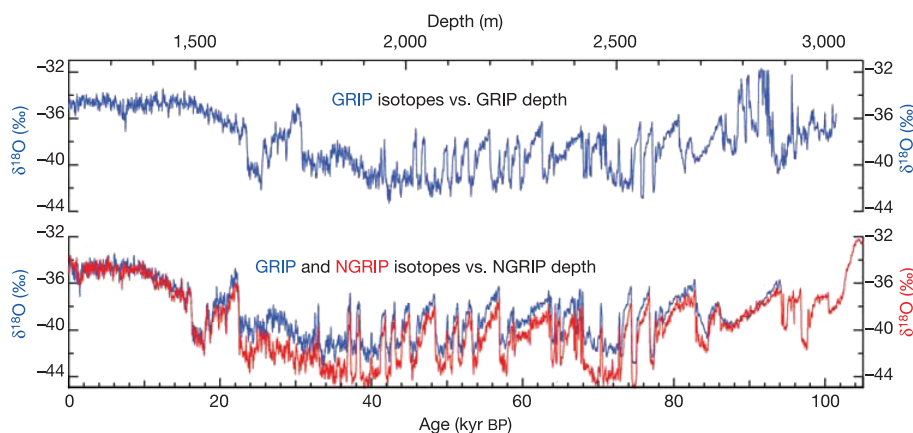 Depth (m)
1,500 2,000 2,500 3,000
−32 −32
GRIP isotopes vs. GRIP depth
−36 −36
−40 −40
−44 −44
δ18O (‰) δ18O (‰)
−32 −32
GRIP and NGRIP isotopes vs. NGRIP depth
−36 −36
−40 −40
−44 −44
δ18O (‰) δ18O (‰)
0 20 40 60 80 100
Age (kyr BP)